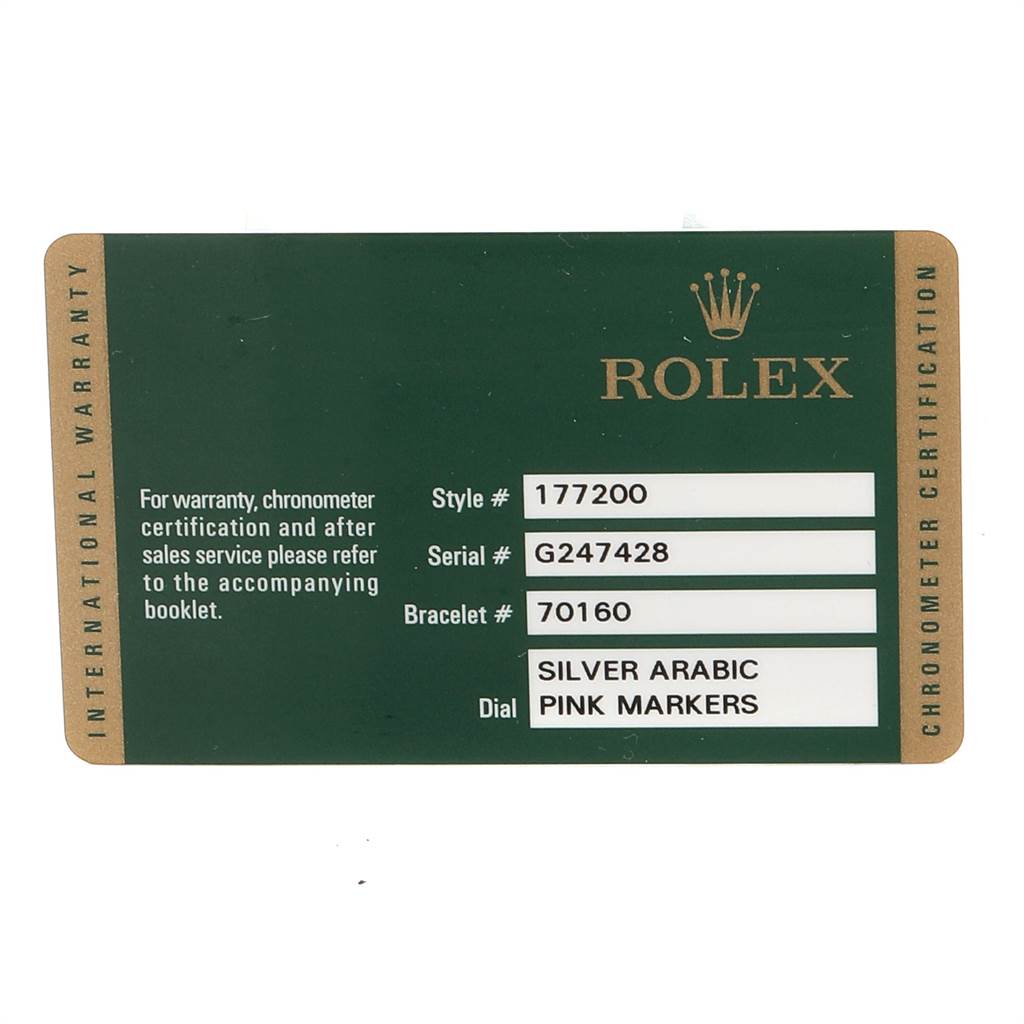 INTERNATIONAL WARRANTY
ROLEX
For warranty, chronometer
certification and after
sales service please refer
to the accompanying
booklet.
Style # 177200
Serial # G247428
Bracelet # 70160
Dial SILVER ARABIC
PINK MARKERS
CHRONOMETER CERTIFICATION